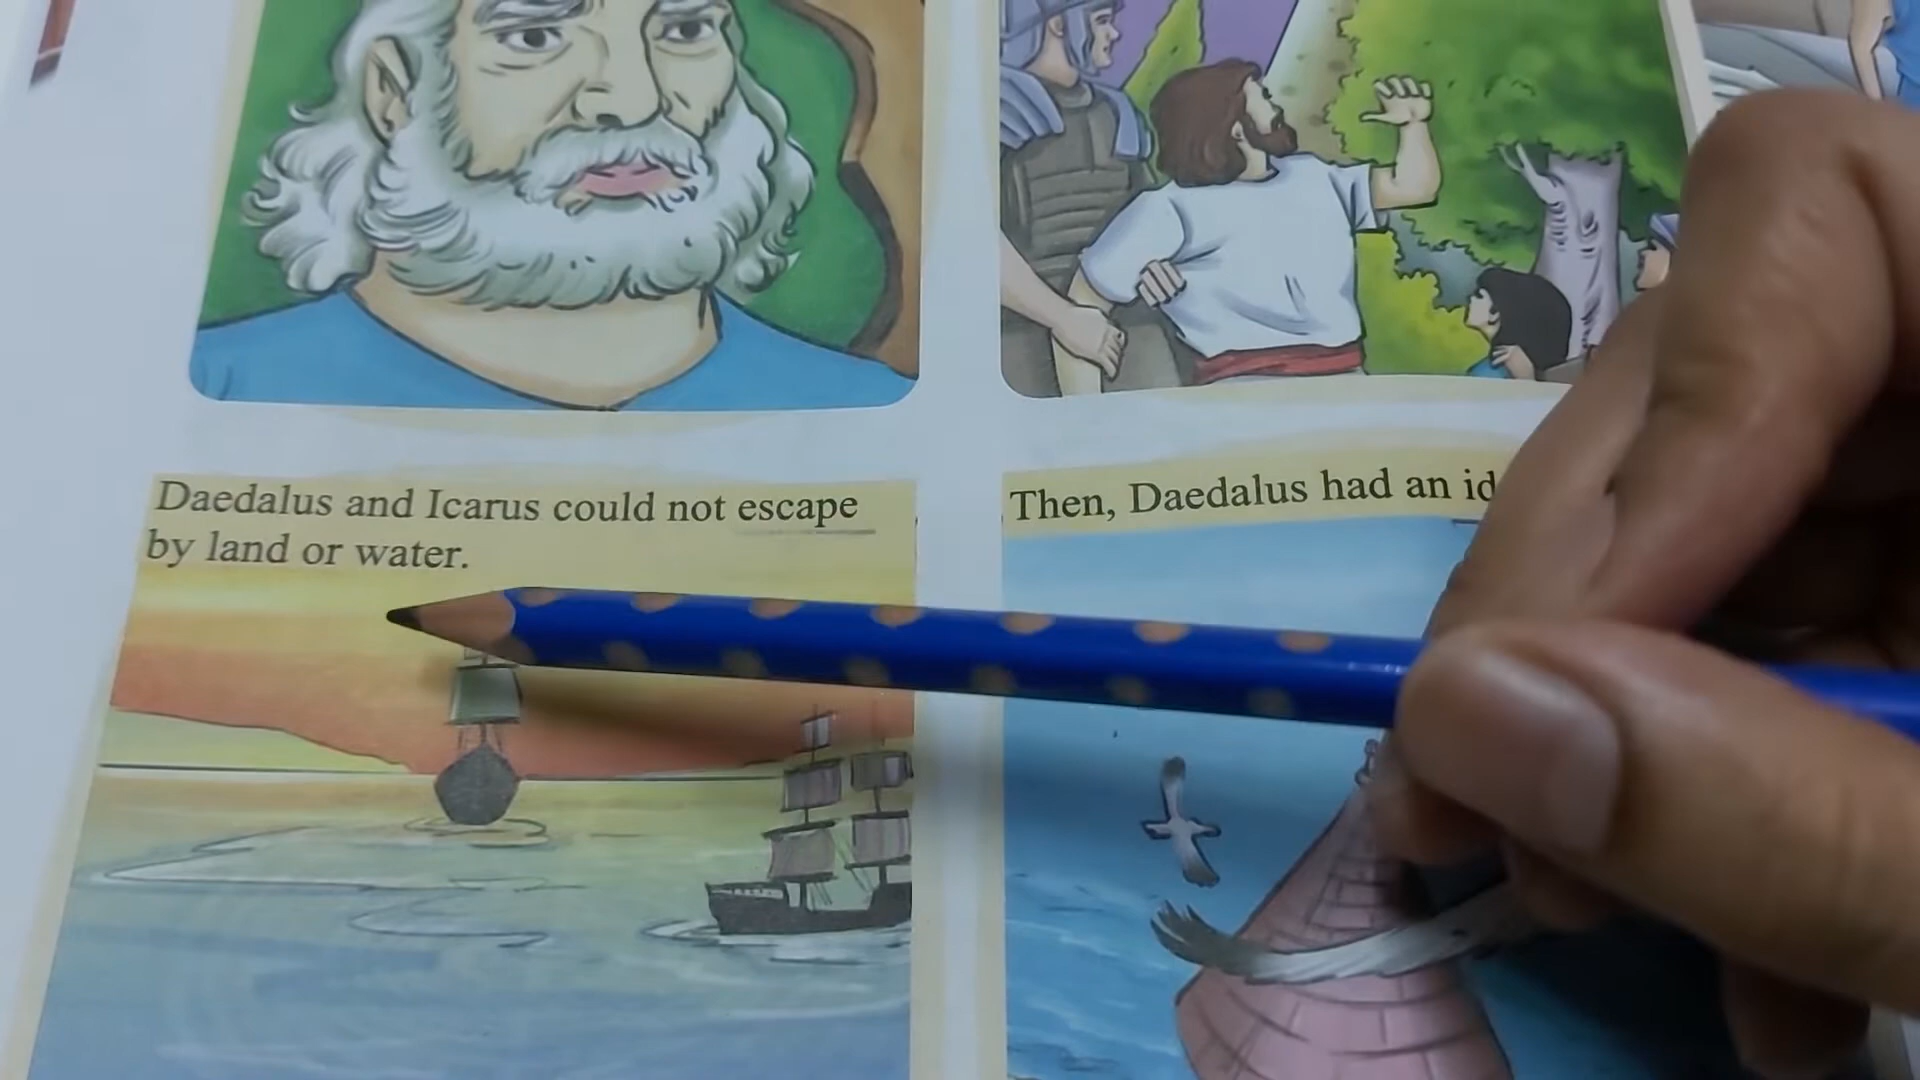 Daedalus and Icarus could not escape
by land or water.
Then, Daedalus had an